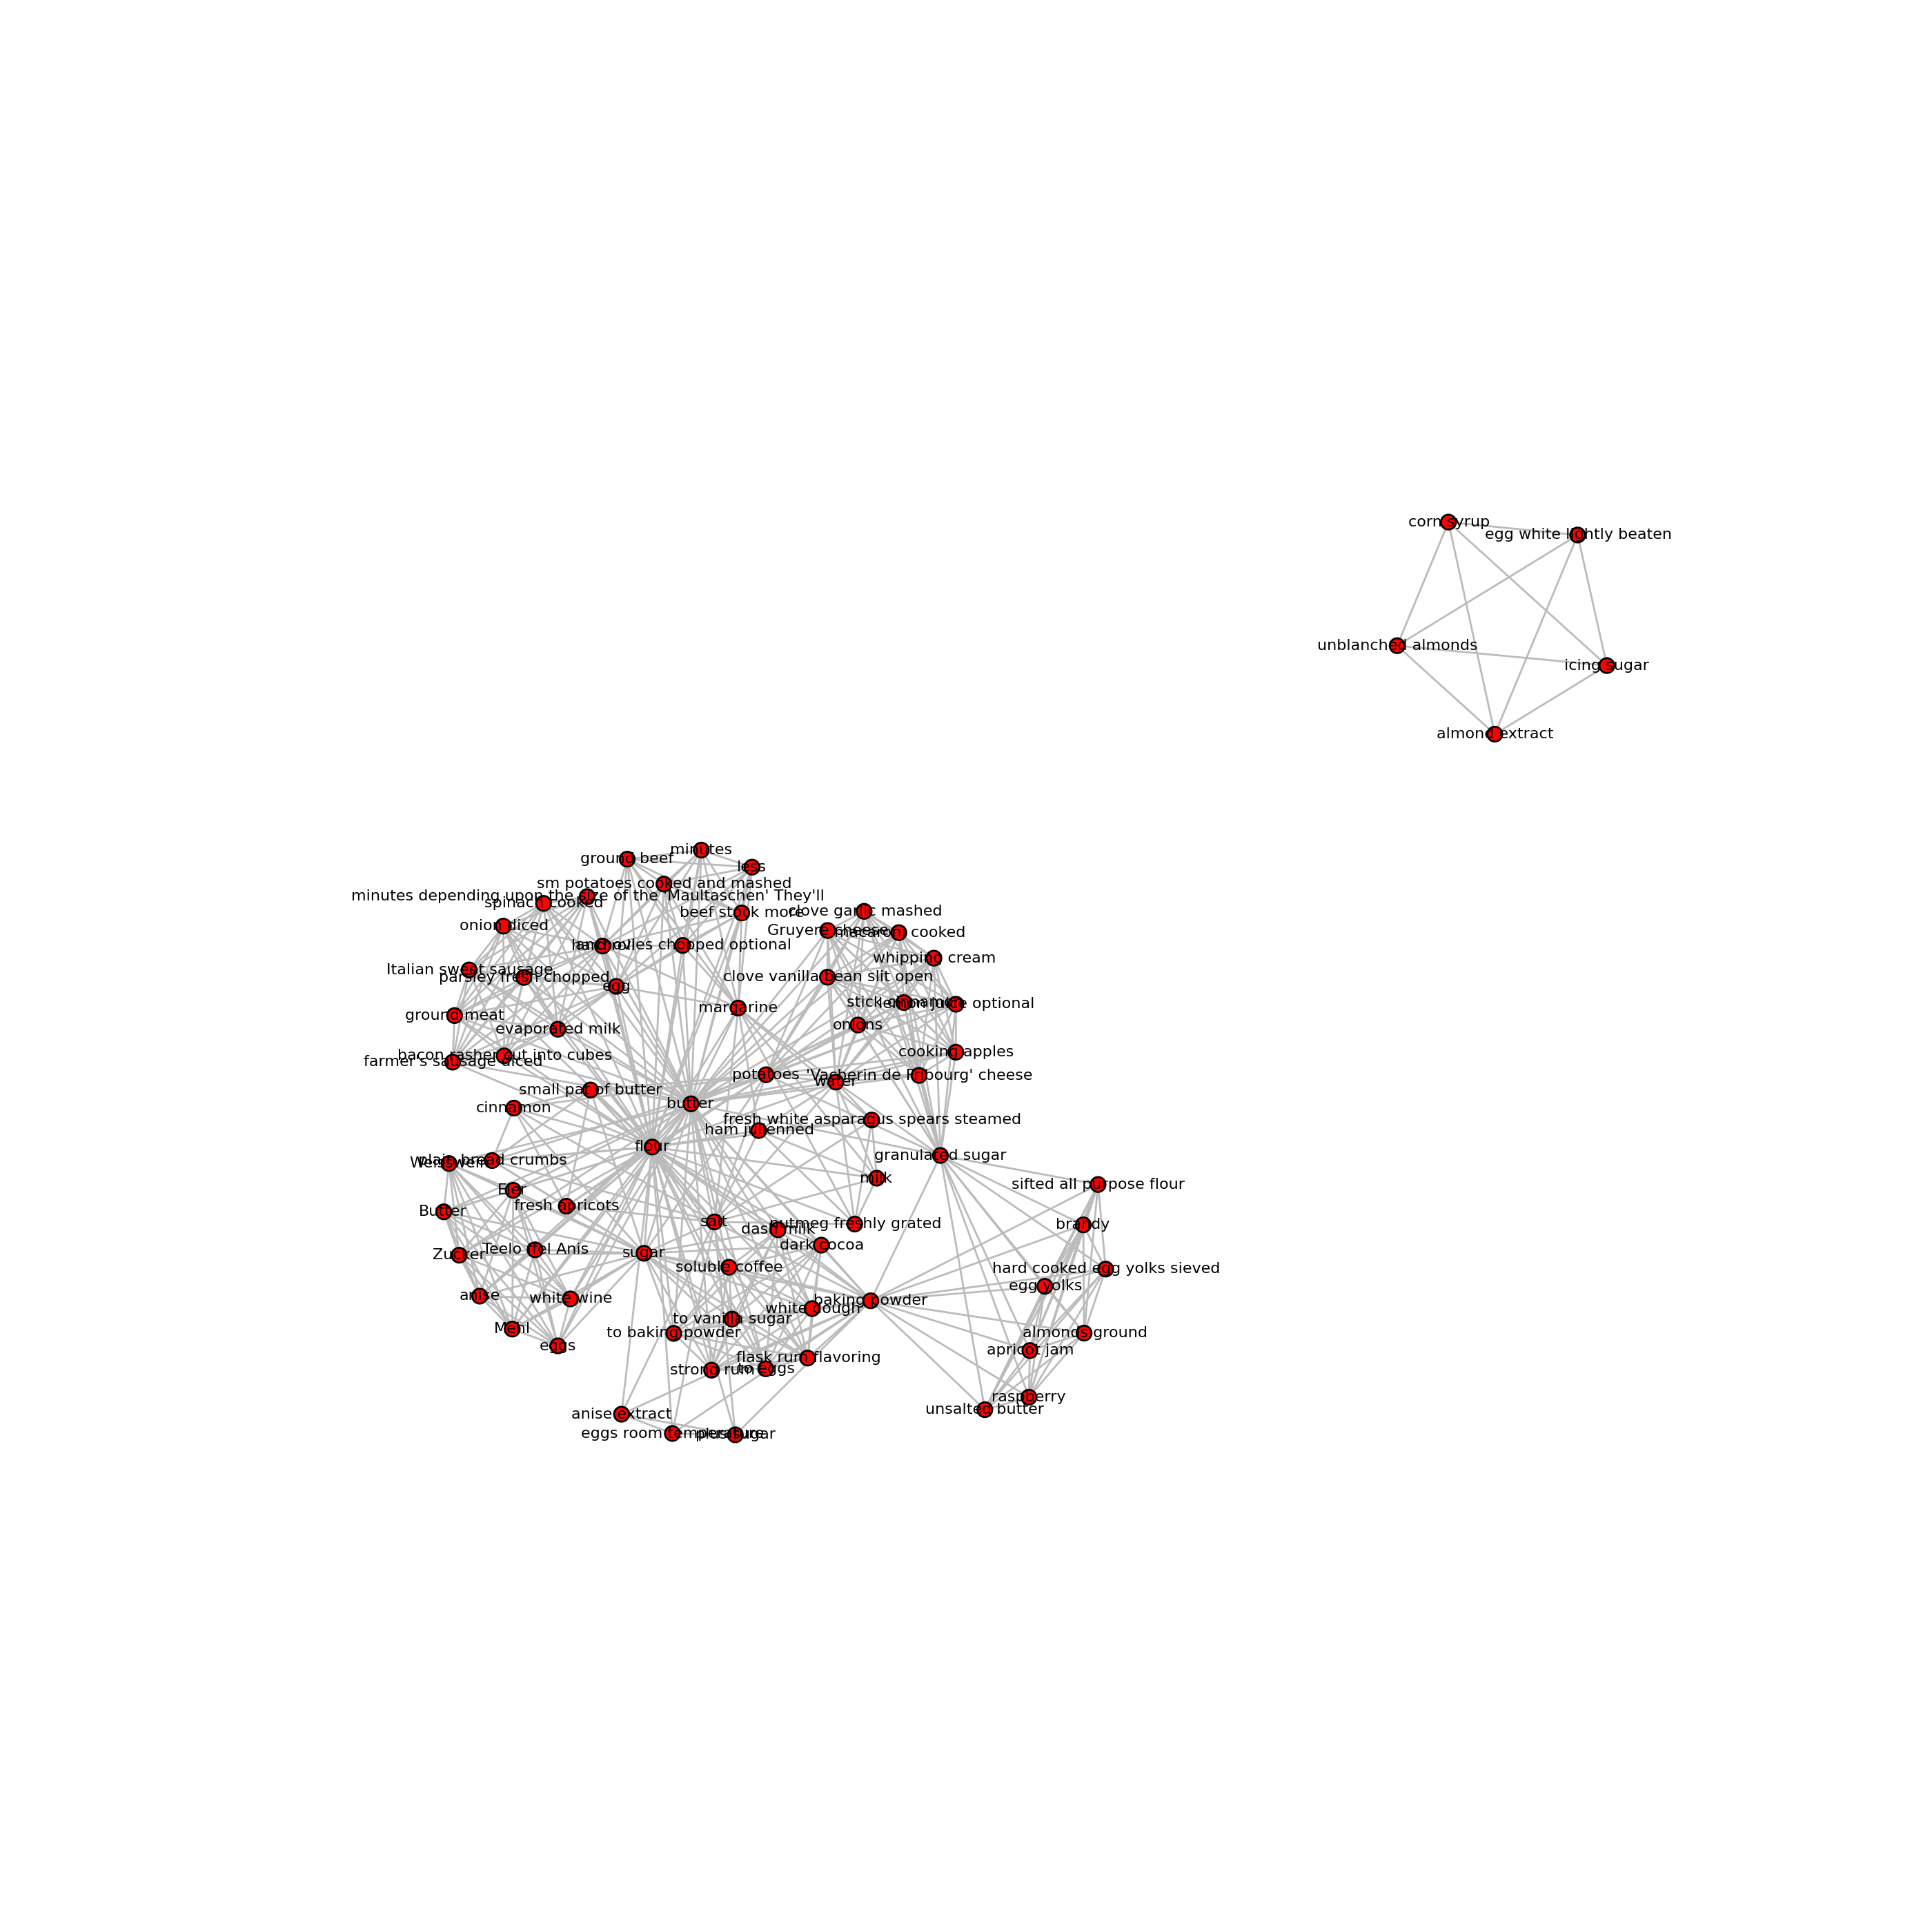 corn syrup
egg white lightly beaten
unblanched almonds
icing sugar
almond extract
minutes
ground beef
less
sm potatoes cooked and mashed
minutes depending upon the size of the 'Maultaschen' They'll
spinach cooked
beef stock more
clove garlic mashed
onion diced
Gruyere cheese
macaroni cooked
anchovies chopped optional
whipping cream
Italian sweet sausage
parsley fresh chopped
clove vanilla bean slit open
egg
stick cinnamon
lemon juice optional
margarine
ground meat
onions
evaporated milk
cooking apples
bacon rasher cut into cubes
farmer's sausage diced
potatoes
'Vacherin de Fribourg' cheese
water
small pat of butter
butter
cinnamon
fresh white asparagus spears steamed
ham julienned
flour
granulated sugar
plain bread crumbs
Weisswein
milk
sifted all purpose flour
Eier
fresh apricots
Butter
salt
nutmeg freshly grated
brandy
dash milk
dark cocoa
Teelo ffel Anis
sugar
Zucker
soluble coffee
hard cooked egg yolks sieved
egg yolks
anise
white wine
baking powder
white dough
to vanilla sugar
Mehl
to baking powder
almonds ground
eggs
apricot jam
flask rum flavoring
strong rum
to eggs
raspberry
unsalted butter
anise extract
eggs room temperature
plus sugar